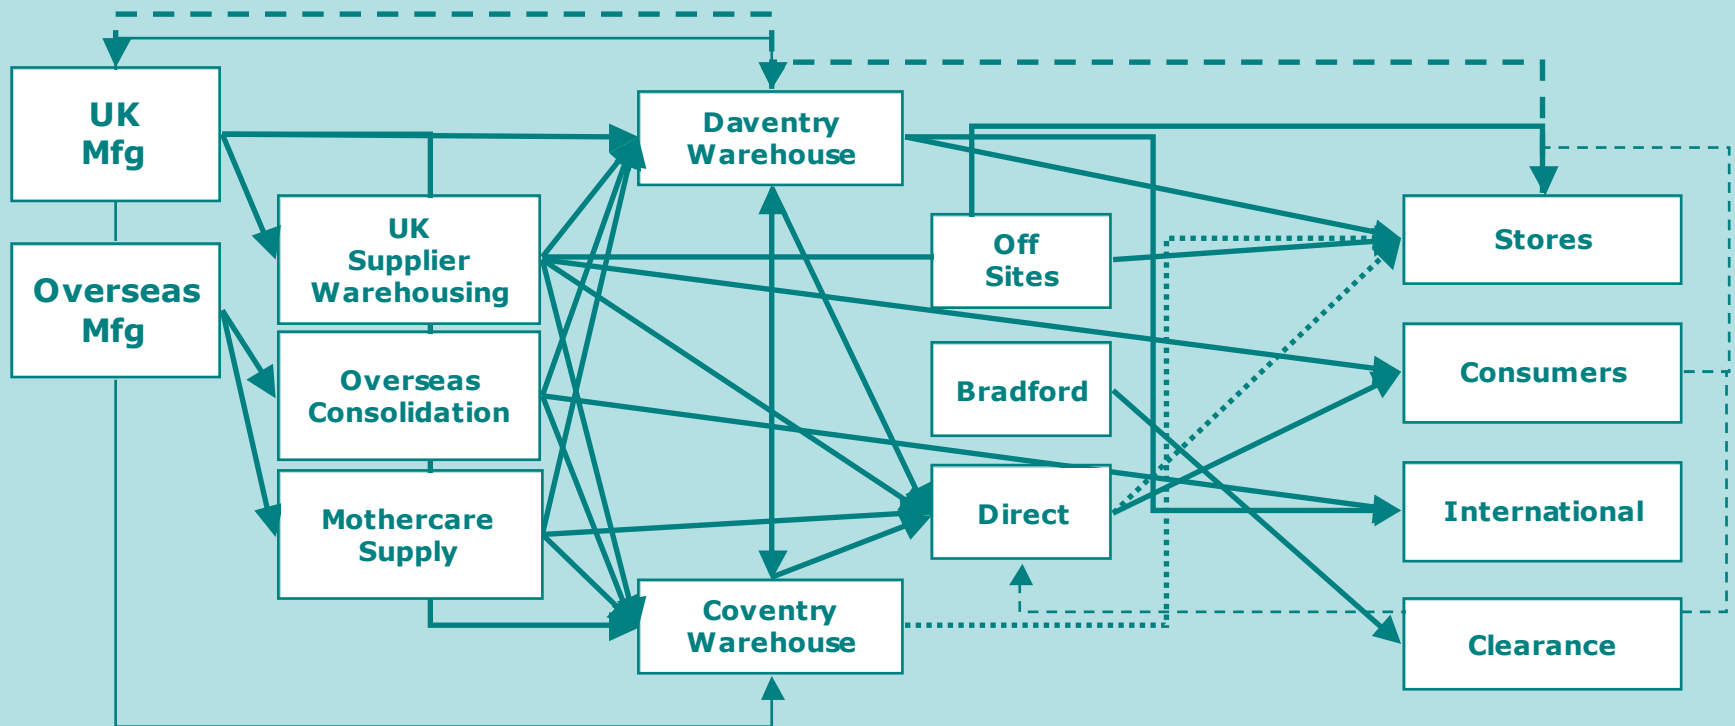 UK
Mfg
Overseas
Mfg
UK
Supplier
Warehousing
Overseas
Consolidation
Mothercare
Supply
Daventry
Warehouse
Coventry
Warehouse
Off
Sites
Bradford
Direct
Stores
Consumers
International
Clearance